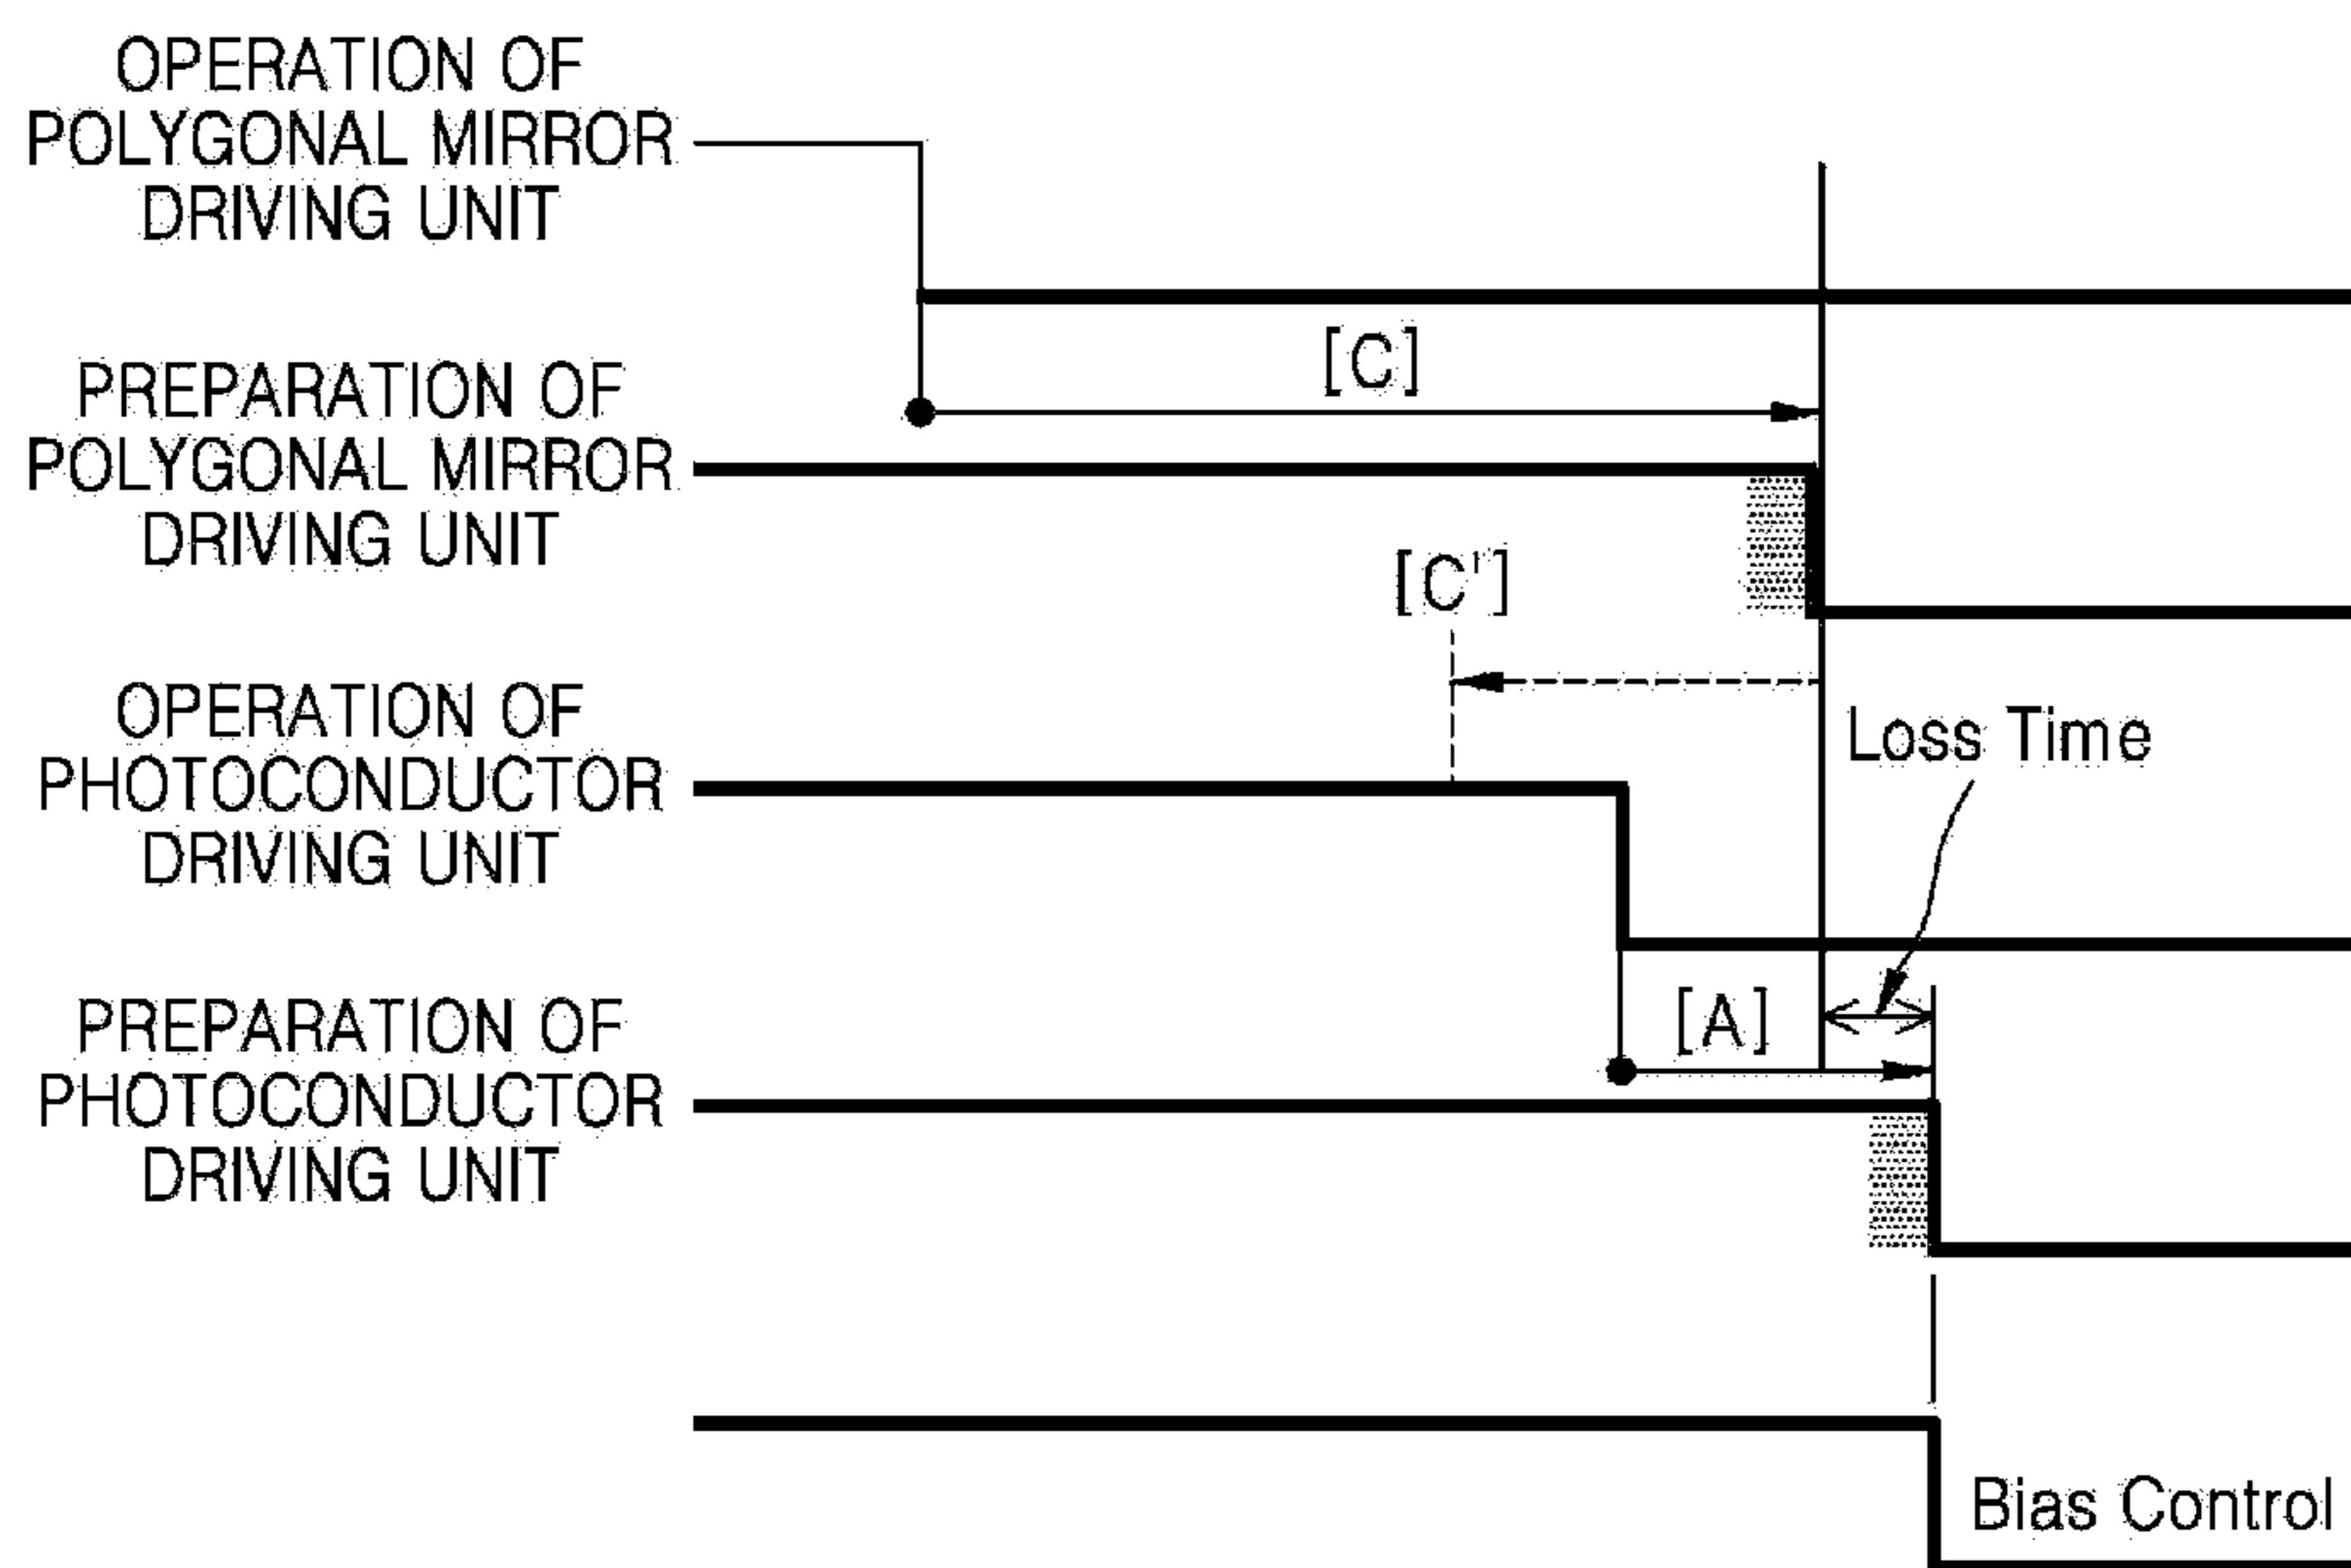 OPERATION OF
POLYGONAL MIRROR
DRIVING UNIT
[C]
PREPARATION OF
POLYGONAL MIRROR
DRIVING UNIT
[C']
OPERATION OF
PHOTOCONDUCTOR
DRIVING UNIT
Loss Time
[A]
PREPARATION OF
PHOTOCONDUCTOR
DRIVING UNIT
Bias Control